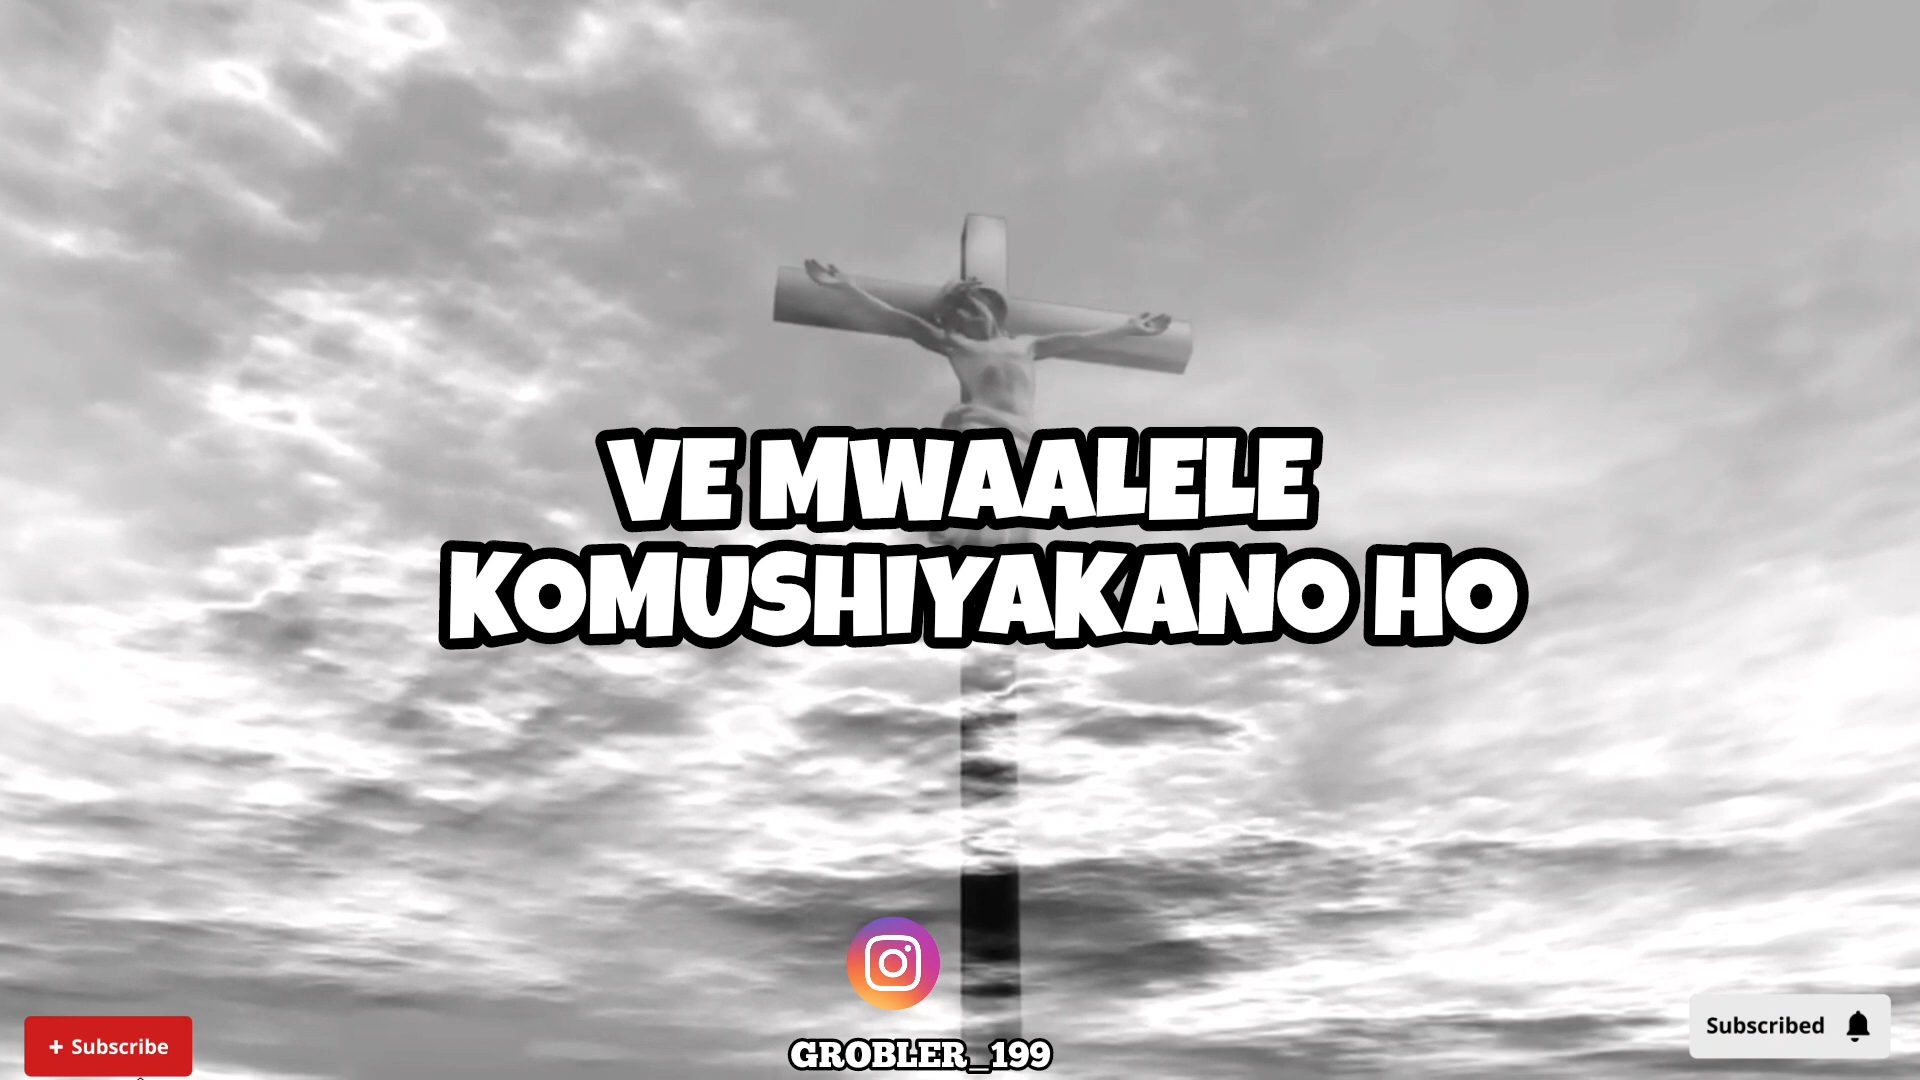 VE MWAALELE
KOMUSHIYAKANO HO
GROBLER_199
+ Subscribe
Subscribed